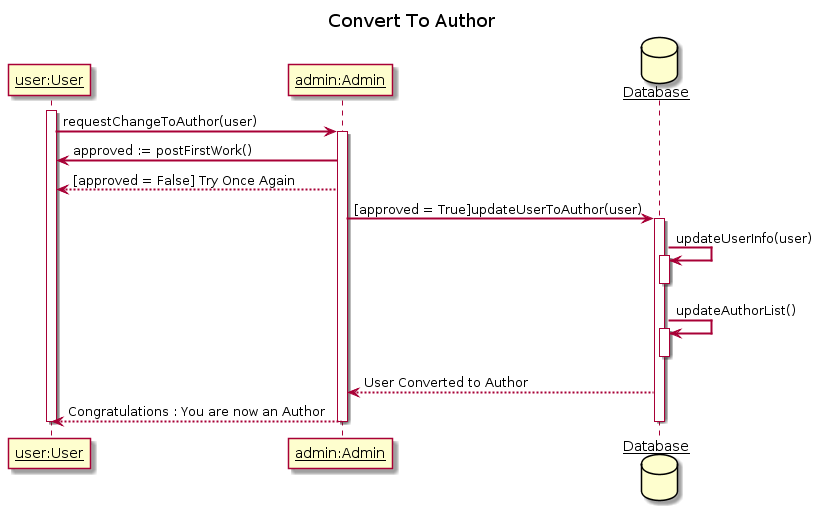 Convert To Author
user:User
admin:Admin
Database
requestChangeToAuthor(user)
approved := postFirstWork()
[approved = False] Try Once Again
[approved = True]updateUserToAuthor(user)
updateUserInfo(user)
updateAuthorList()
User Converted to Author
Congratulations : You are now an Author
user:User
admin:Admin
Database